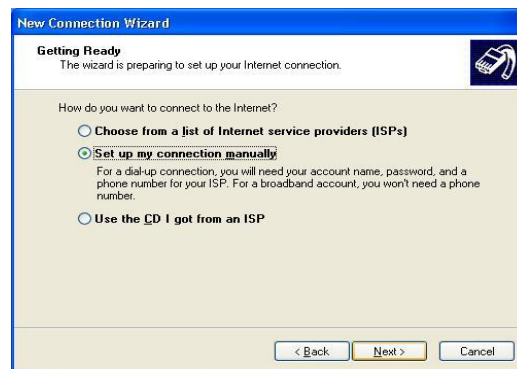 New Connection Wizard
Getting Ready
The wizard is preparing to set up your Internet connection.
How do you want to connect to the Internet?
Choose from a list of Internet service providers (ISPs)
Set up my connection manually
For a dial-up connection, you will need your account name, password, and a
phone number for your ISP. For a broadband account, you won't need a phone
number.
Use the CD I got from an ISP
< Back Next > Cancel